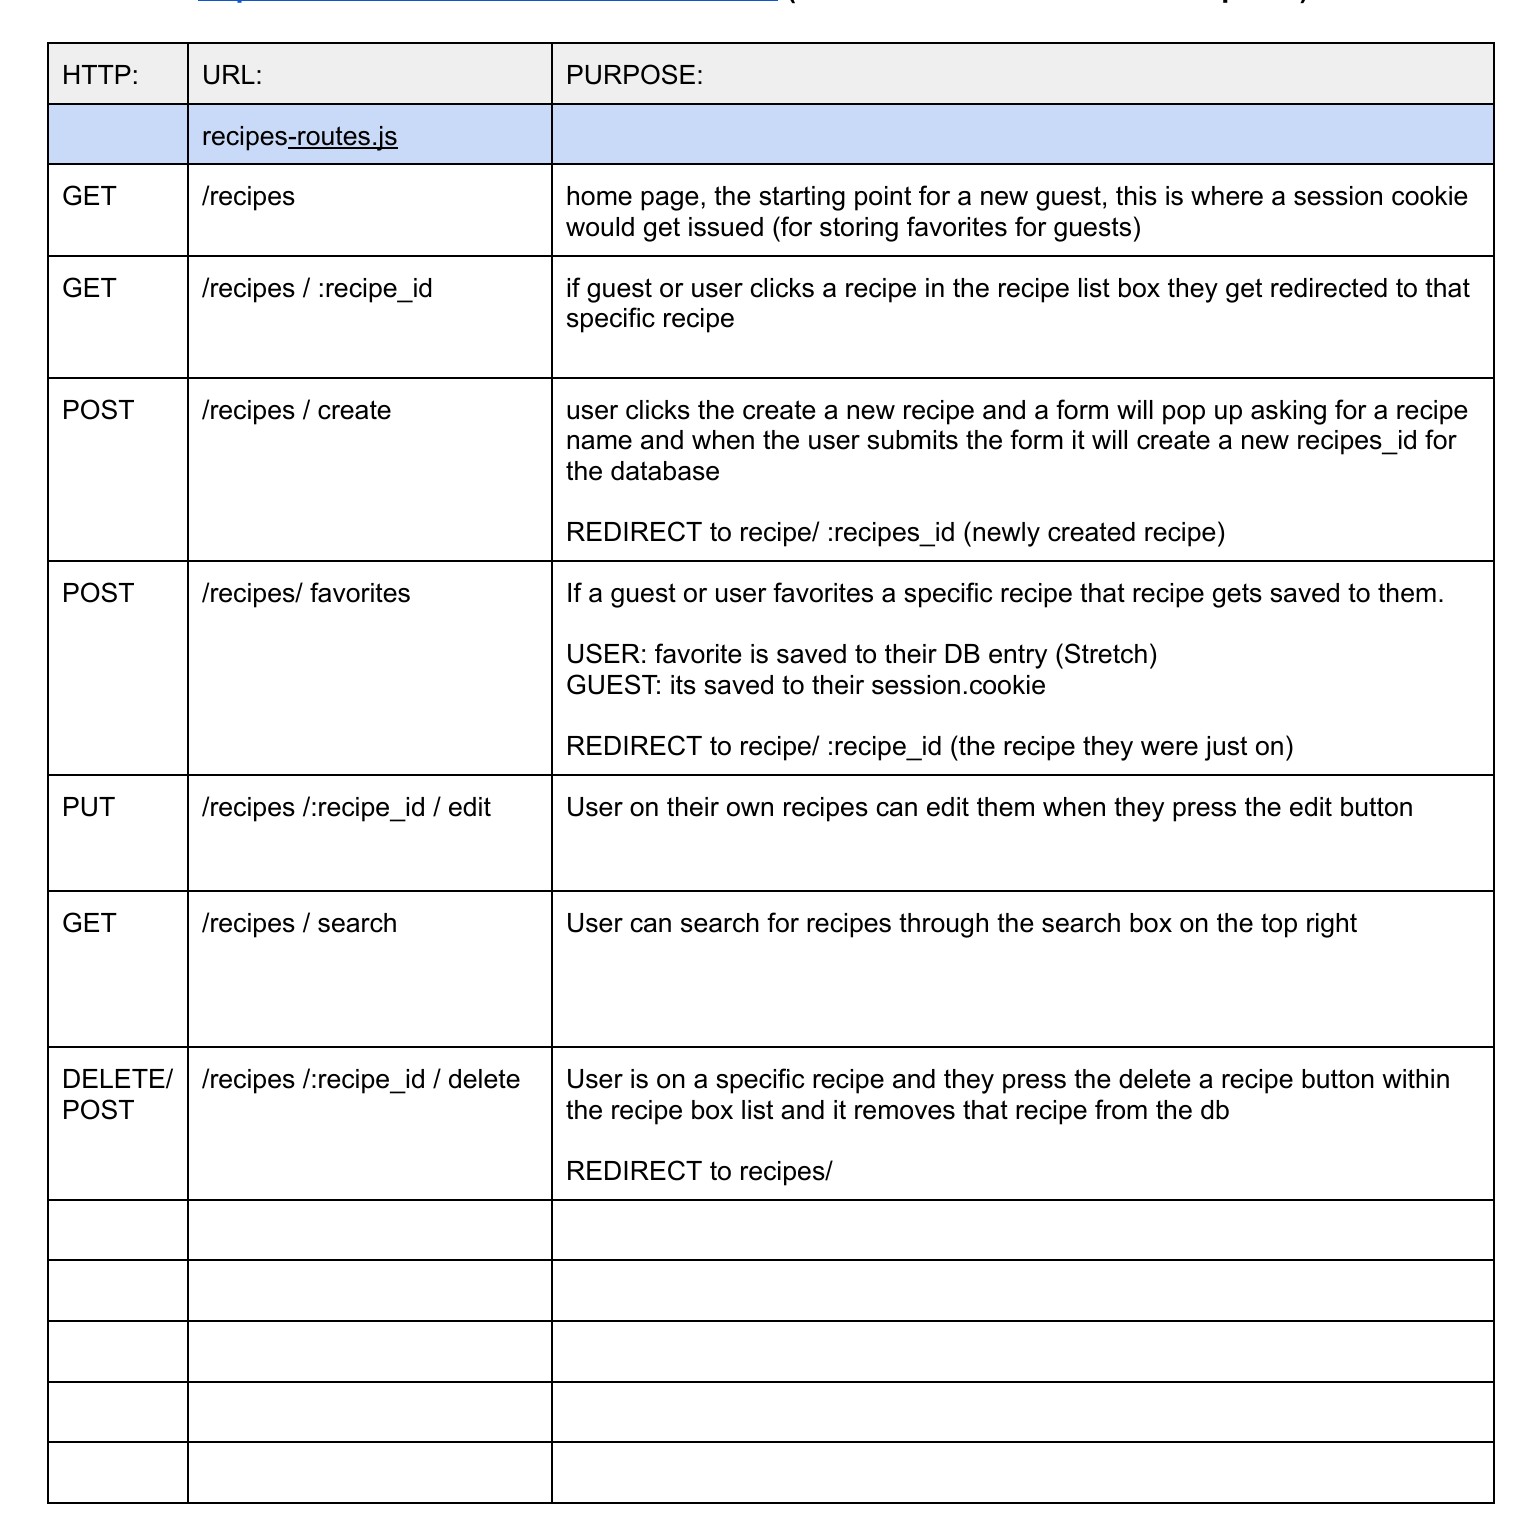 HTTP: URL: PURPOSE:
recipes-routes.js
GET /recipes home page, the starting point for a new guest, this is where a session cookie
would get issued (for storing favorites for guests)
GET /recipes / :recipe_id if guest or user clicks a recipe in the recipe list box they get redirected to that
specific recipe
POST /recipes / create user clicks the create a new recipe and a form will pop up asking for a recipe
name and when the user submits the form it will create a new recipes_id for
the database
REDIRECT to recipe/ :recipes_id (newly created recipe)
POST /recipes/ favorites If a guest or user favorites a specific recipe that recipe gets saved to them.
USER: favorite is saved to their DB entry (Stretch)
GUEST: its saved to their session.cookie
REDIRECT to recipe/ :recipe_id (the recipe they were just on)
PUT /recipes /:recipe_id / edit User on their own recipes can edit them when they press the edit button
GET /recipes / search User can search for recipes through the search box on the top right
DELETE/ /recipes /:recipe_id / delete User is on a specific recipe and they press the delete a recipe button within
POST the recipe box list and it removes that recipe from the db
REDIRECT to recipes/